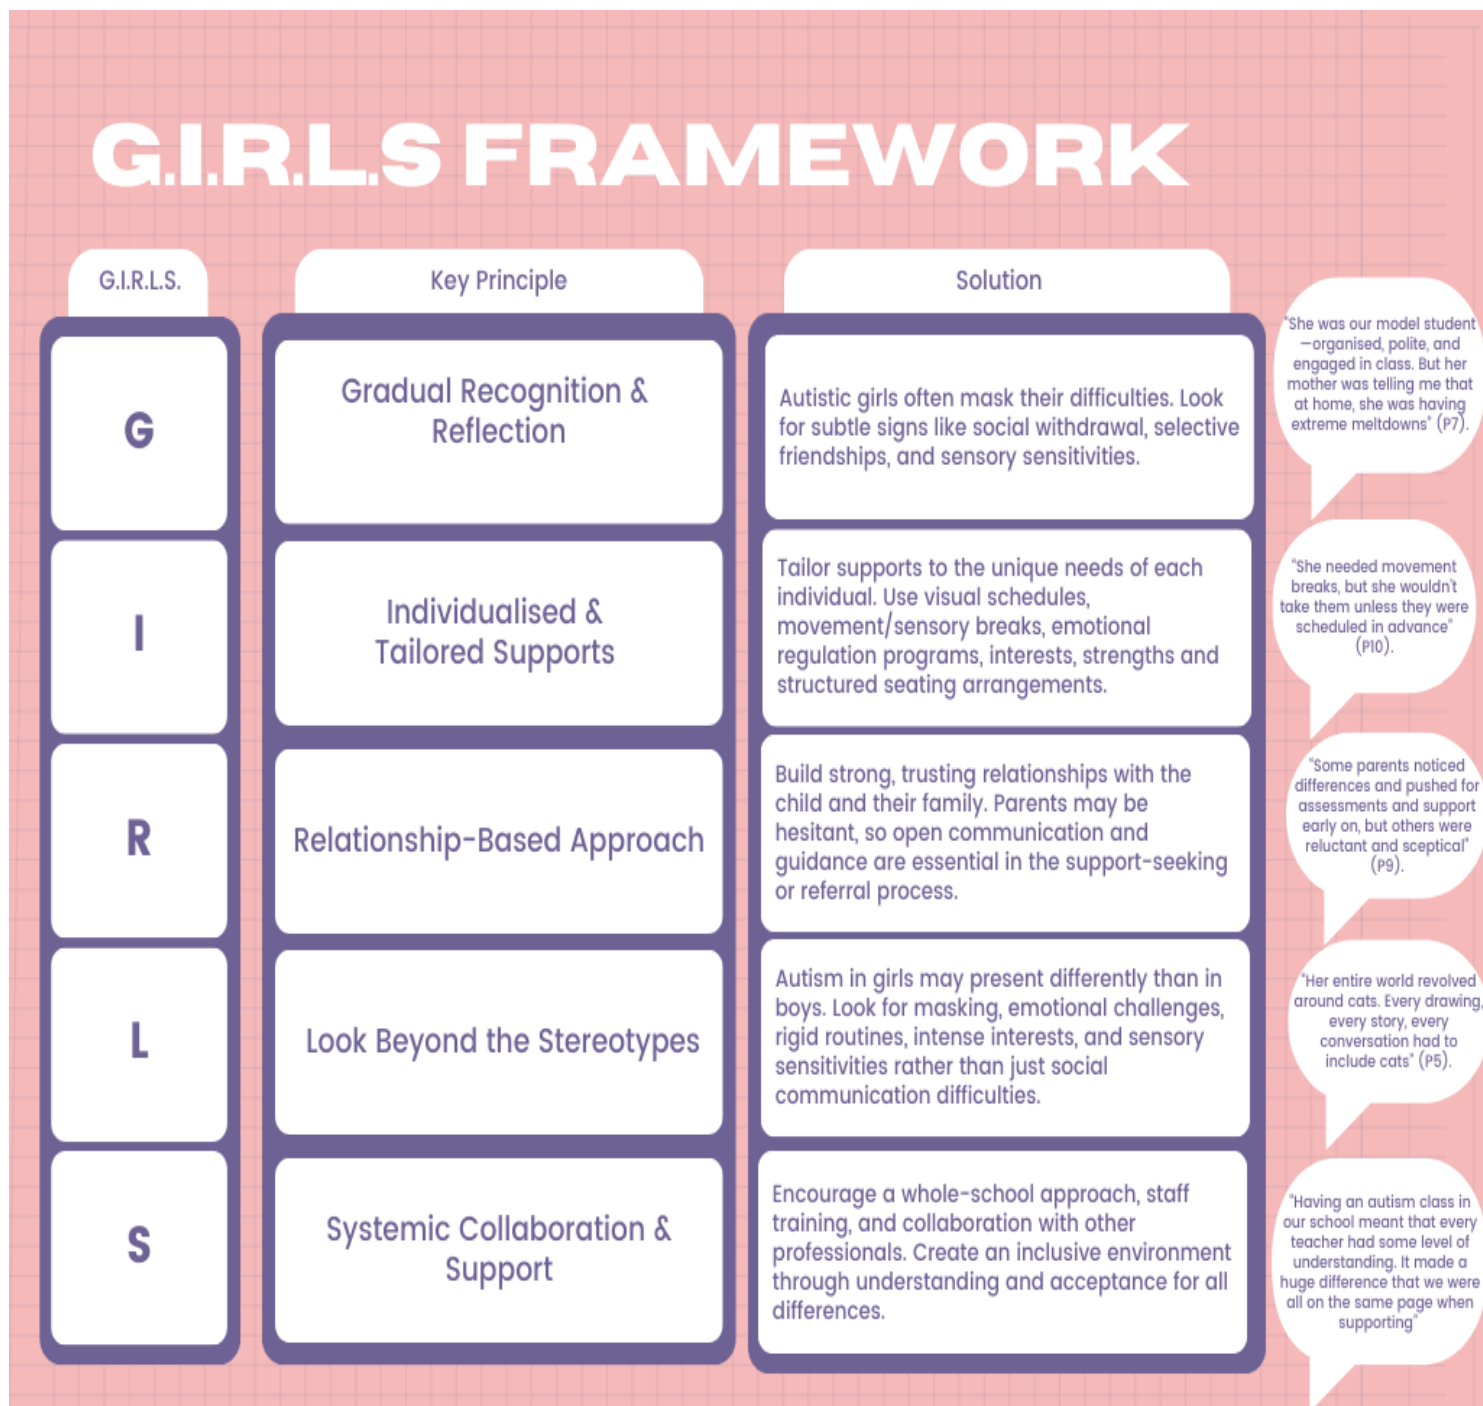 G.I.R.L.S FRAMEWORK
G.I.R.L.S.
Key Principle
Solution
G
Gradual Recognition &
Reflection
Autistic girls often mask their difficulties. Look
for subtle signs like social withdrawal, selective
friendships, and sensory sensitivities.
"She was our model student
—organised, polite, and
engaged in class. But her
mother was telling me that
at home, she was having
extreme meltdowns" (P7).
I
Individualised &
Tailored Supports
Tailor supports to the unique needs of each
individual. Use visual schedules,
movement/sensory breaks, emotional
regulation programs, interests, strengths and
structured seating arrangements.
"She needed movement
breaks, but she wouldn't
take them unless they were
scheduled in advance"
(P10).
R
Relationship-Based Approach
Build strong, trusting relationships with the
child and their family. Parents may be
hesitant, so open communication and
guidance are essential in the support-seeking
or referral process.
"Some parents noticed
differences and pushed for
assessments and support
early on, but others were
reluctant and sceptical"
(P9).
L
Look Beyond the Stereotypes
Autism in girls may present differently than in
boys. Look for masking, emotional challenges,
rigid routines, intense interests, and sensory
sensitivities rather than just social
communication difficulties.
"Her entire world revolved
around cats. Every drawing,
every story, every
conversation had to
include cats" (P5).
S
Systemic Collaboration &
Support
Encourage a whole-school approach, staff
training, and collaboration with other
professionals. Create an inclusive environment
through understanding and acceptance for all
differences.
"Having an autism class in
our school meant that every
teacher had some level of
understanding. It made a
huge difference that we were
all on the same page when
supporting"